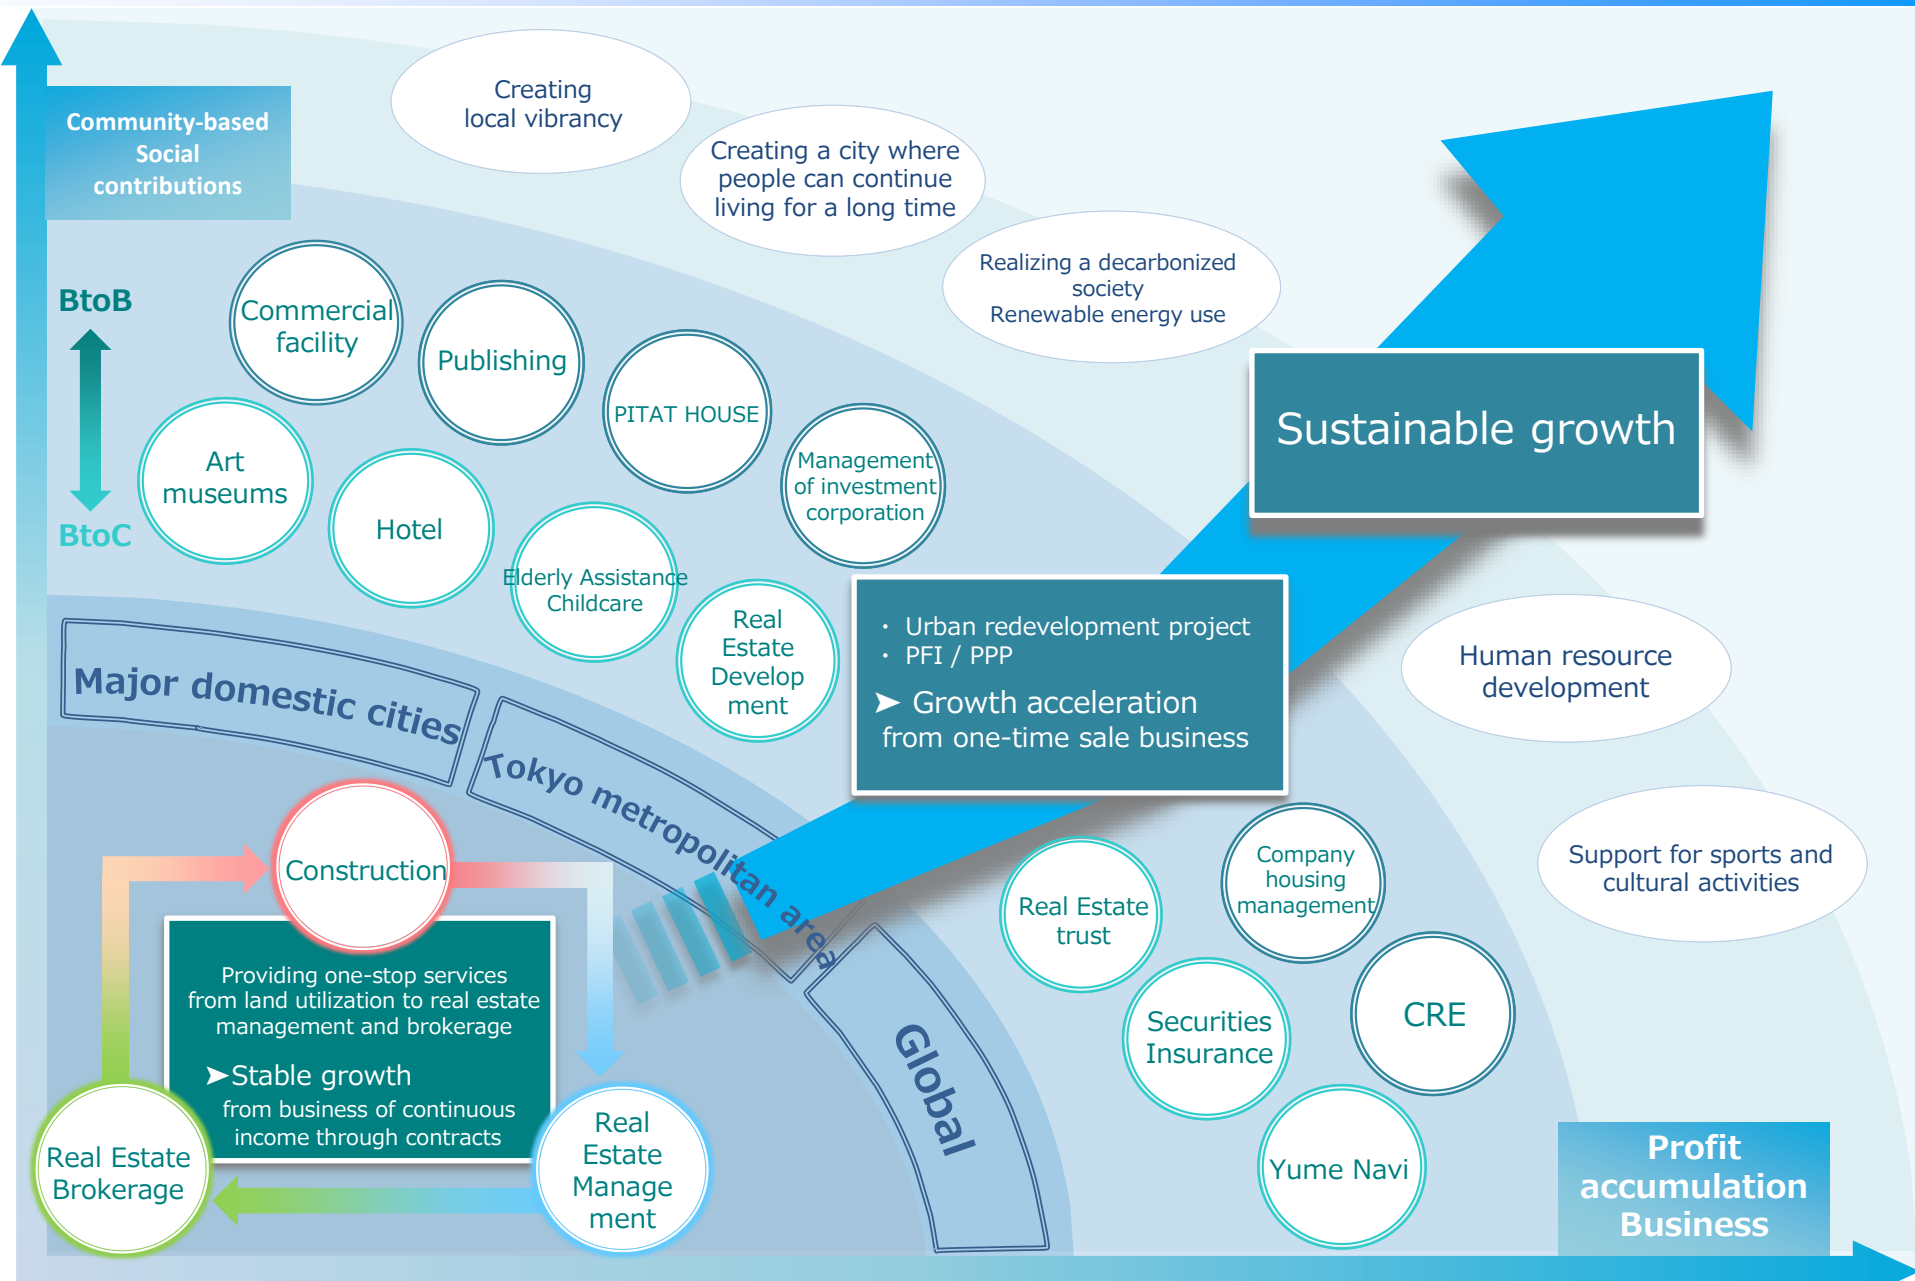 Community-based
Social
contributions
Creating
local vibrancy
Creating a city where
people can continue
living for a long time
Realizing a decarbonized
society
Renewable energy use
BtoB
BtoC
Commercial
facility
Publishing
PITAT HOUSE
Management
of investment
corporation
Art
museums
Hotel
Elderly Assistance
Childcare
Real
Estate
Develop
ment
Sustainable growth
・ Urban redevelopment project
・ PFI / PPP
➤ Growth acceleration
from one-time sale business
Human resource
development
Support for sports and
cultural activities
Major domestic cities
Tokyo metropolitan area
Global
Construction
Providing one-stop services
from land utilization to real estate
management and brokerage
➤Stable growth
from business of continuous
income through contracts
Real Estate
Brokerage
Real
Estate
Manage
ment
Real Estate
trust
Company
housing
management
Securities
Insurance
CRE
Yume Navi
Profit
accumulation
Business